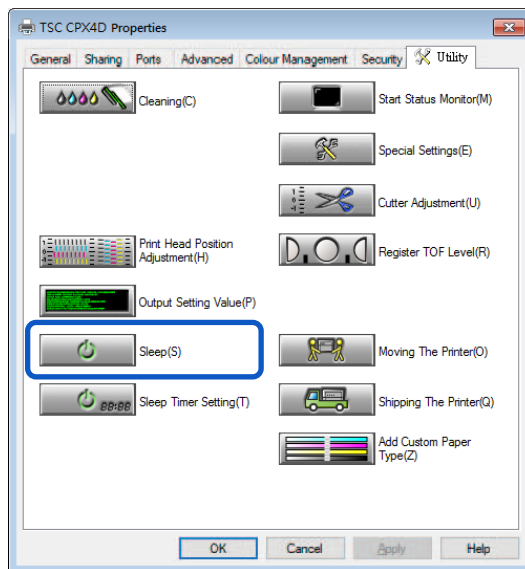 TSC CPX4D Properties
General Sharing Ports Advanced Colour Management Security Utility
Cleaning(C)
Start Status Monitor(M)
Special Settings(E)
Cutter Adjustment(U)
Print Head Position
Adjustment(H)
Register TOF Level(R)
Output Setting Value(P)
Sleep(S)
Moving The Printer(O)
88:88
Sleep Timer Setting(T)
Shipping The Printer(Q)
Add Custom Paper
Type(Z)
OK Cancel Apply Help